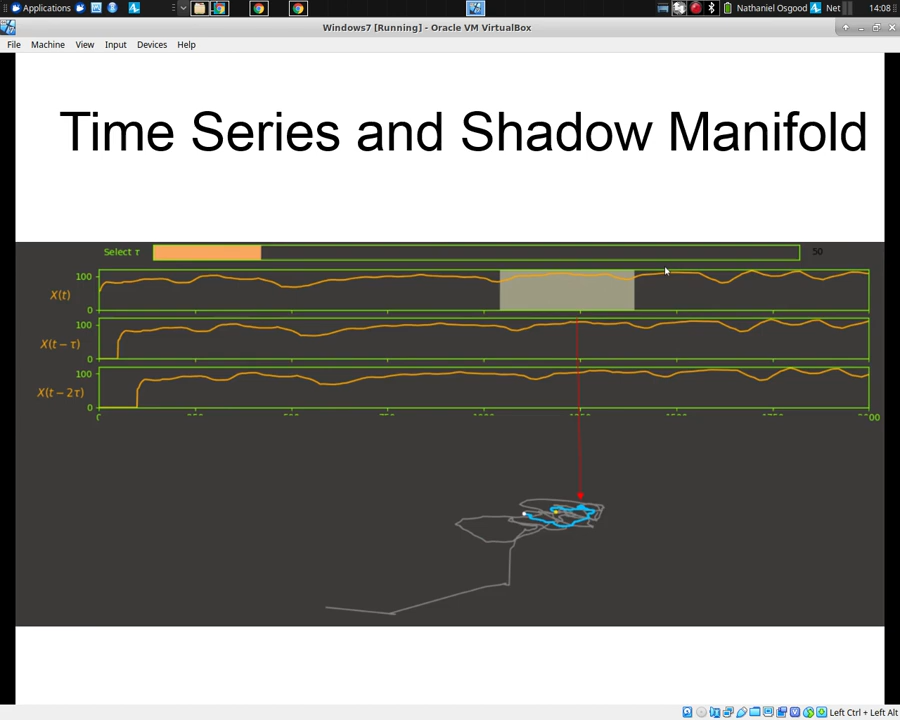 Applications
Nathaniel Osgood
Net
14:08
Windows7 [Running] - Oracle VM VirtualBox
File Machine View Input Devices Help
Time Series and Shadow Manifold
Select τ
50
100
X(t)
0
100
X(t−τ)
0
100
X(t−2τ)
0
Left Ctrl + Left Alt